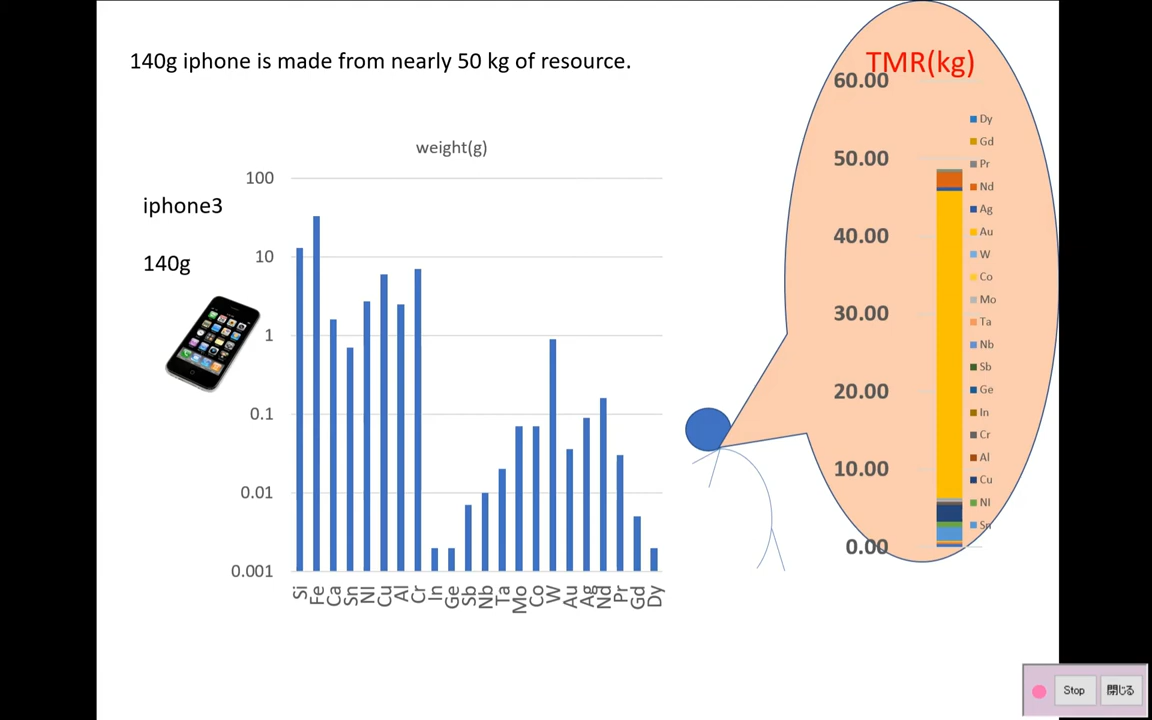 140g iphone is made from nearly 50 kg of resource.
TMR(kg)
weight(g)
iphone3
140g
100
10
1
0.1
0.01
0.001
Si
Fe
Ca
Sn
NI
Cu
Al
Cr
In
Ge
Sb
Nb
Ta
Mo
Co
W
Au
Ag
Nd
Pr
Gd
Dy
60.00
50.00
40.00
30.00
20.00
10.00
0.00
Dy
Gd
Pr
Nd
Ag
Au
W
Co
Mo
Ta
Nb
Sb
Ge
In
Cr
Al
Cu
NI
Sn
Stop
閉じる